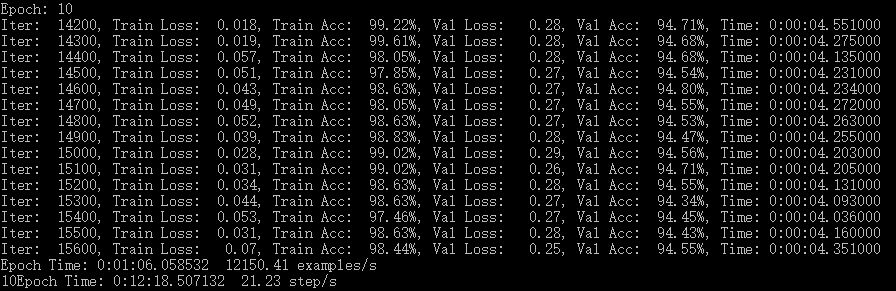 Epoch: 10
Iter:  14200, Train Loss:  0.018, Train Acc:  99.22%, Val Loss:   0.28, Val Acc:  94.71%, Time: 0:00:04.551000
Iter:  14300, Train Loss:  0.019, Train Acc:  99.61%, Val Loss:   0.28, Val Acc:  94.68%, Time: 0:00:04.275000
Iter:  14400, Train Loss:  0.057, Train Acc:  98.05%, Val Loss:   0.28, Val Acc:  94.68%, Time: 0:00:04.135000
Iter:  14500, Train Loss:  0.051, Train Acc:  97.85%, Val Loss:   0.27, Val Acc:  94.54%, Time: 0:00:04.231000
Iter:  14600, Train Loss:  0.043, Train Acc:  98.63%, Val Loss:   0.27, Val Acc:  94.80%, Time: 0:00:04.234000
Iter:  14700, Train Loss:  0.049, Train Acc:  98.05%, Val Loss:   0.27, Val Acc:  94.55%, Time: 0:00:04.272000
Iter:  14800, Train Loss:  0.052, Train Acc:  98.63%, Val Loss:   0.27, Val Acc:  94.53%, Time: 0:00:04.263000
Iter:  14900, Train Loss:  0.039, Train Acc:  98.83%, Val Loss:   0.28, Val Acc:  94.47%, Time: 0:00:04.255000
Iter:  15000, Train Loss:  0.028, Train Acc:  99.02%, Val Loss:   0.29, Val Acc:  94.56%, Time: 0:00:04.203000
Iter:  15100, Train Loss:  0.031, Train Acc:  99.02%, Val Loss:   0.26, Val Acc:  94.71%, Time: 0:00:04.205000
Iter:  15200, Train Loss:  0.034, Train Acc:  98.63%, Val Loss:   0.28, Val Acc:  94.55%, Time: 0:00:04.131000
Iter:  15300, Train Loss:  0.044, Train Acc:  98.63%, Val Loss:   0.27, Val Acc:  94.34%, Time: 0:00:04.093000
Iter:  15400, Train Loss:  0.053, Train Acc:  97.46%, Val Loss:   0.27, Val Acc:  94.45%, Time: 0:00:04.036000
Iter:  15500, Train Loss:  0.031, Train Acc:  98.63%, Val Loss:   0.28, Val Acc:  94.43%, Time: 0:00:04.160000
Iter:  15600, Train Loss:   0.07, Train Acc:  98.44%, Val Loss:   0.25, Val Acc:  94.55%, Time: 0:00:04.351000
Epoch Time: 0:01:06.058532  12150.41 examples/s
10Epoch Time: 0:12:18.507132  21.23 step/s